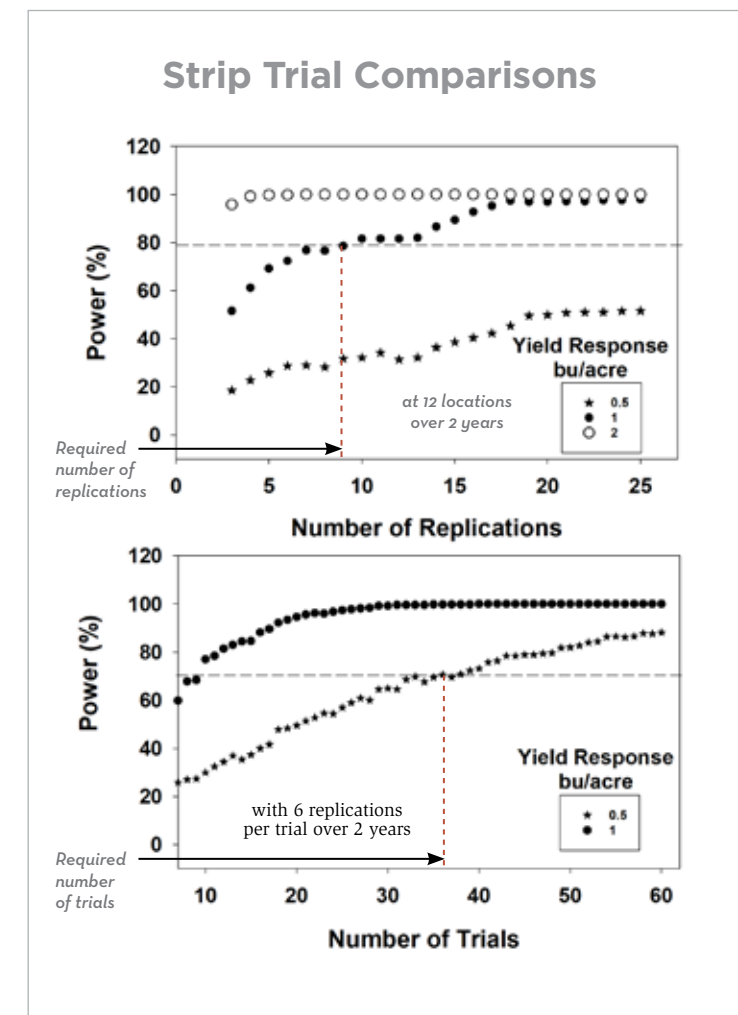 Strip Trial Comparisons
120
100
80
60
40
20
0
Power (%)
Yield Response
bu/acre
0.5
1
2
at 12 locations
over 2 years
Required
number of
replications
0 5 10 15 20 25
Number of Replications
120
100
80
60
40
20
0
Power (%)
Yield Response
bu/acre
0.5
1
with 6 replications
per trial over 2 years
Required
number
of trials
10 20 30 40 50 60
Number of Trials